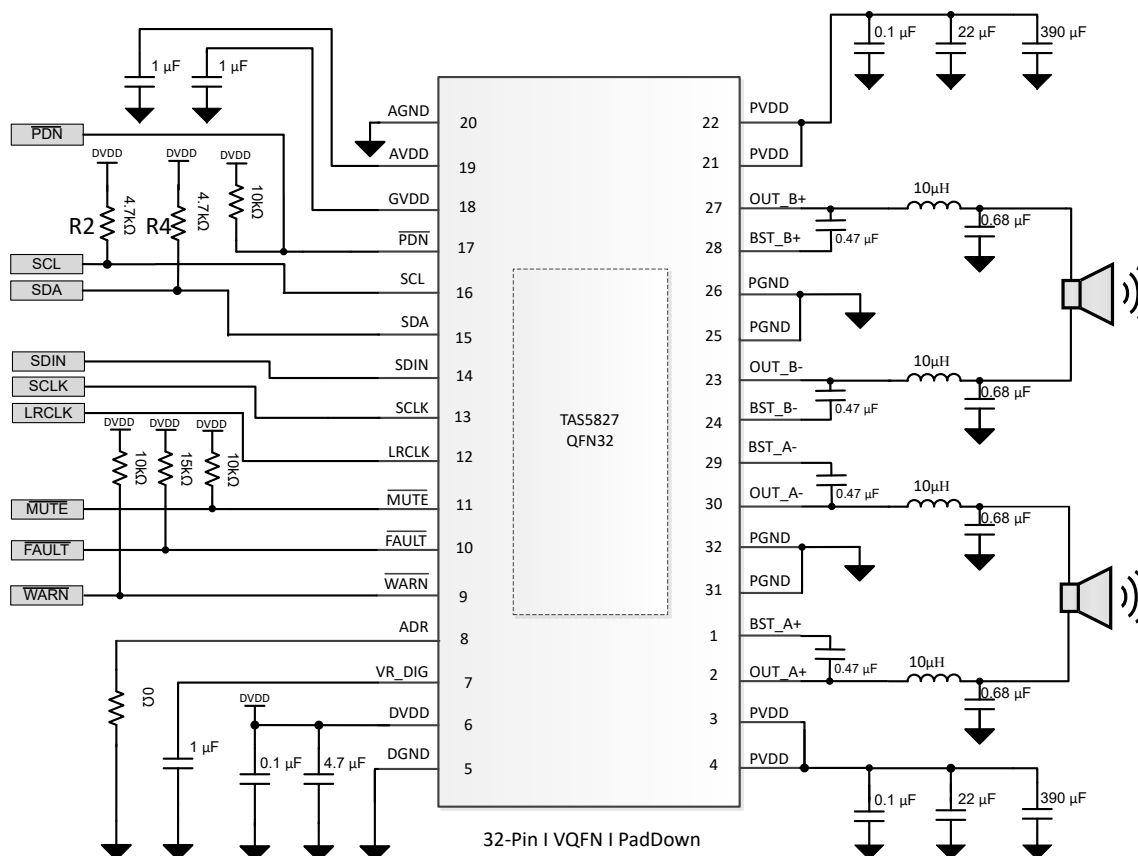 1 µF
1 µF
0.1 µF
22 µF
390 µF
PDN
DVDD
DVDD
DVDD
R2
4.7kΩ
R4
4.7kΩ
10kΩ
SCL
SDA
SDIN
SCLK
LRCLK
DVDD
DVDD
DVDD
10kΩ
15kΩ
10kΩ
MUTE
FAULT
WARN
0Ω
1 µF
DVDD
0.1 µF
4.7 µF
AGND
20
AVDD
19
GVDD
18
PDN
17
SCL
16
SDA
15
SDIN
14
SCLK
13
LRCLK
12
MUTE
11
FAULT
10
WARN
9
ADR
8
VR_DIG
7
DVDD
6
DGND
5
TAS5827
QFN32
22
PVDD
21
PVDD
27
OUT_B+
28
BST_B+
26
PGND
25
PGND
23
OUT_B-
24
BST_B-
29
BST_A-
30
OUT_A-
32
PGND
31
PGND
1
BST_A+
2
OUT_A+
3
PVDD
4
PVDD
10µH
0.47 µF
0.68 µF
10µH
0.47 µF
0.68 µF
0.47 µF
10µH
0.68 µF
0.47 µF
10µH
0.68 µF
0.1 µF
22 µF
390 µF
32-Pin I VQFN I PadDown